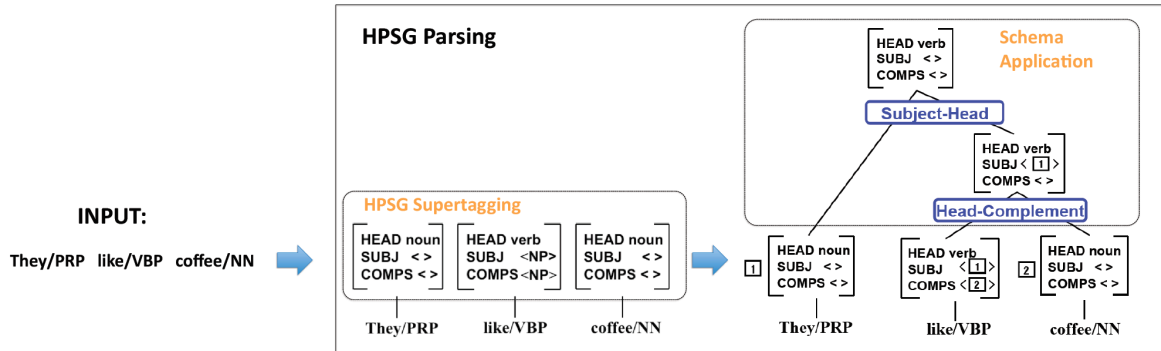 HPSG Parsing
INPUT:
They/PRP like/VBP coffee/NN
HPSG Supertagging
HEAD noun
SUBJ < >
COMPS < >
HEAD verb
SUBJ <NP>
COMPS <NP>
HEAD noun
SUBJ < >
COMPS < >
They/PRP like/VBP coffee/NN
Schema
Application
HEAD verb
SUBJ < >
COMPS < >
Subject-Head
HEAD verb
SUBJ < 1 >
COMPS < >
Head-Complement
1
HEAD noun
SUBJ < >
COMPS < >
HEAD verb
SUBJ < 1 >
COMPS < 2 >
2
HEAD noun
SUBJ < >
COMPS < >
They/PRP like/VBP coffee/NN